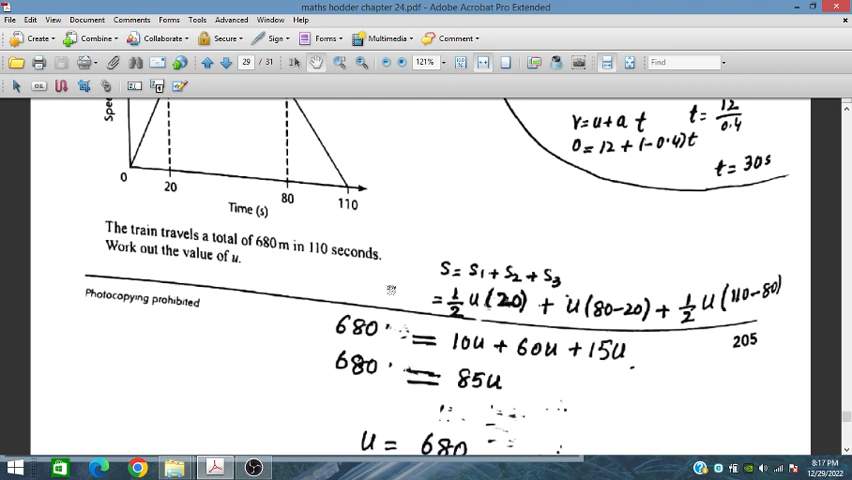 maths hodder chapter 24.pdf - Adobe Acrobat Pro Extended
File Edit View Document Comments Forms Tools Advanced Window Help
Create Combine Collaborate Secure Sign Forms Multimedia Comment
29 / 31 121% Find
0
20
80
110
Time (s)
v = u + a t t = 12/0.4
0 = 12 + (-0.4)t
t = 30s
The train travels a total of 680 m in 110 seconds.
Work out the value of u.
Photocopying prohibited
S = S1 + S2 + S3
= 1/2 u (20) + u (80-20) + 1/2 u (110-80)
205
680 = 10u + 60u + 15u
680 = 85u
u = 680
8:17 PM
12/29/2022